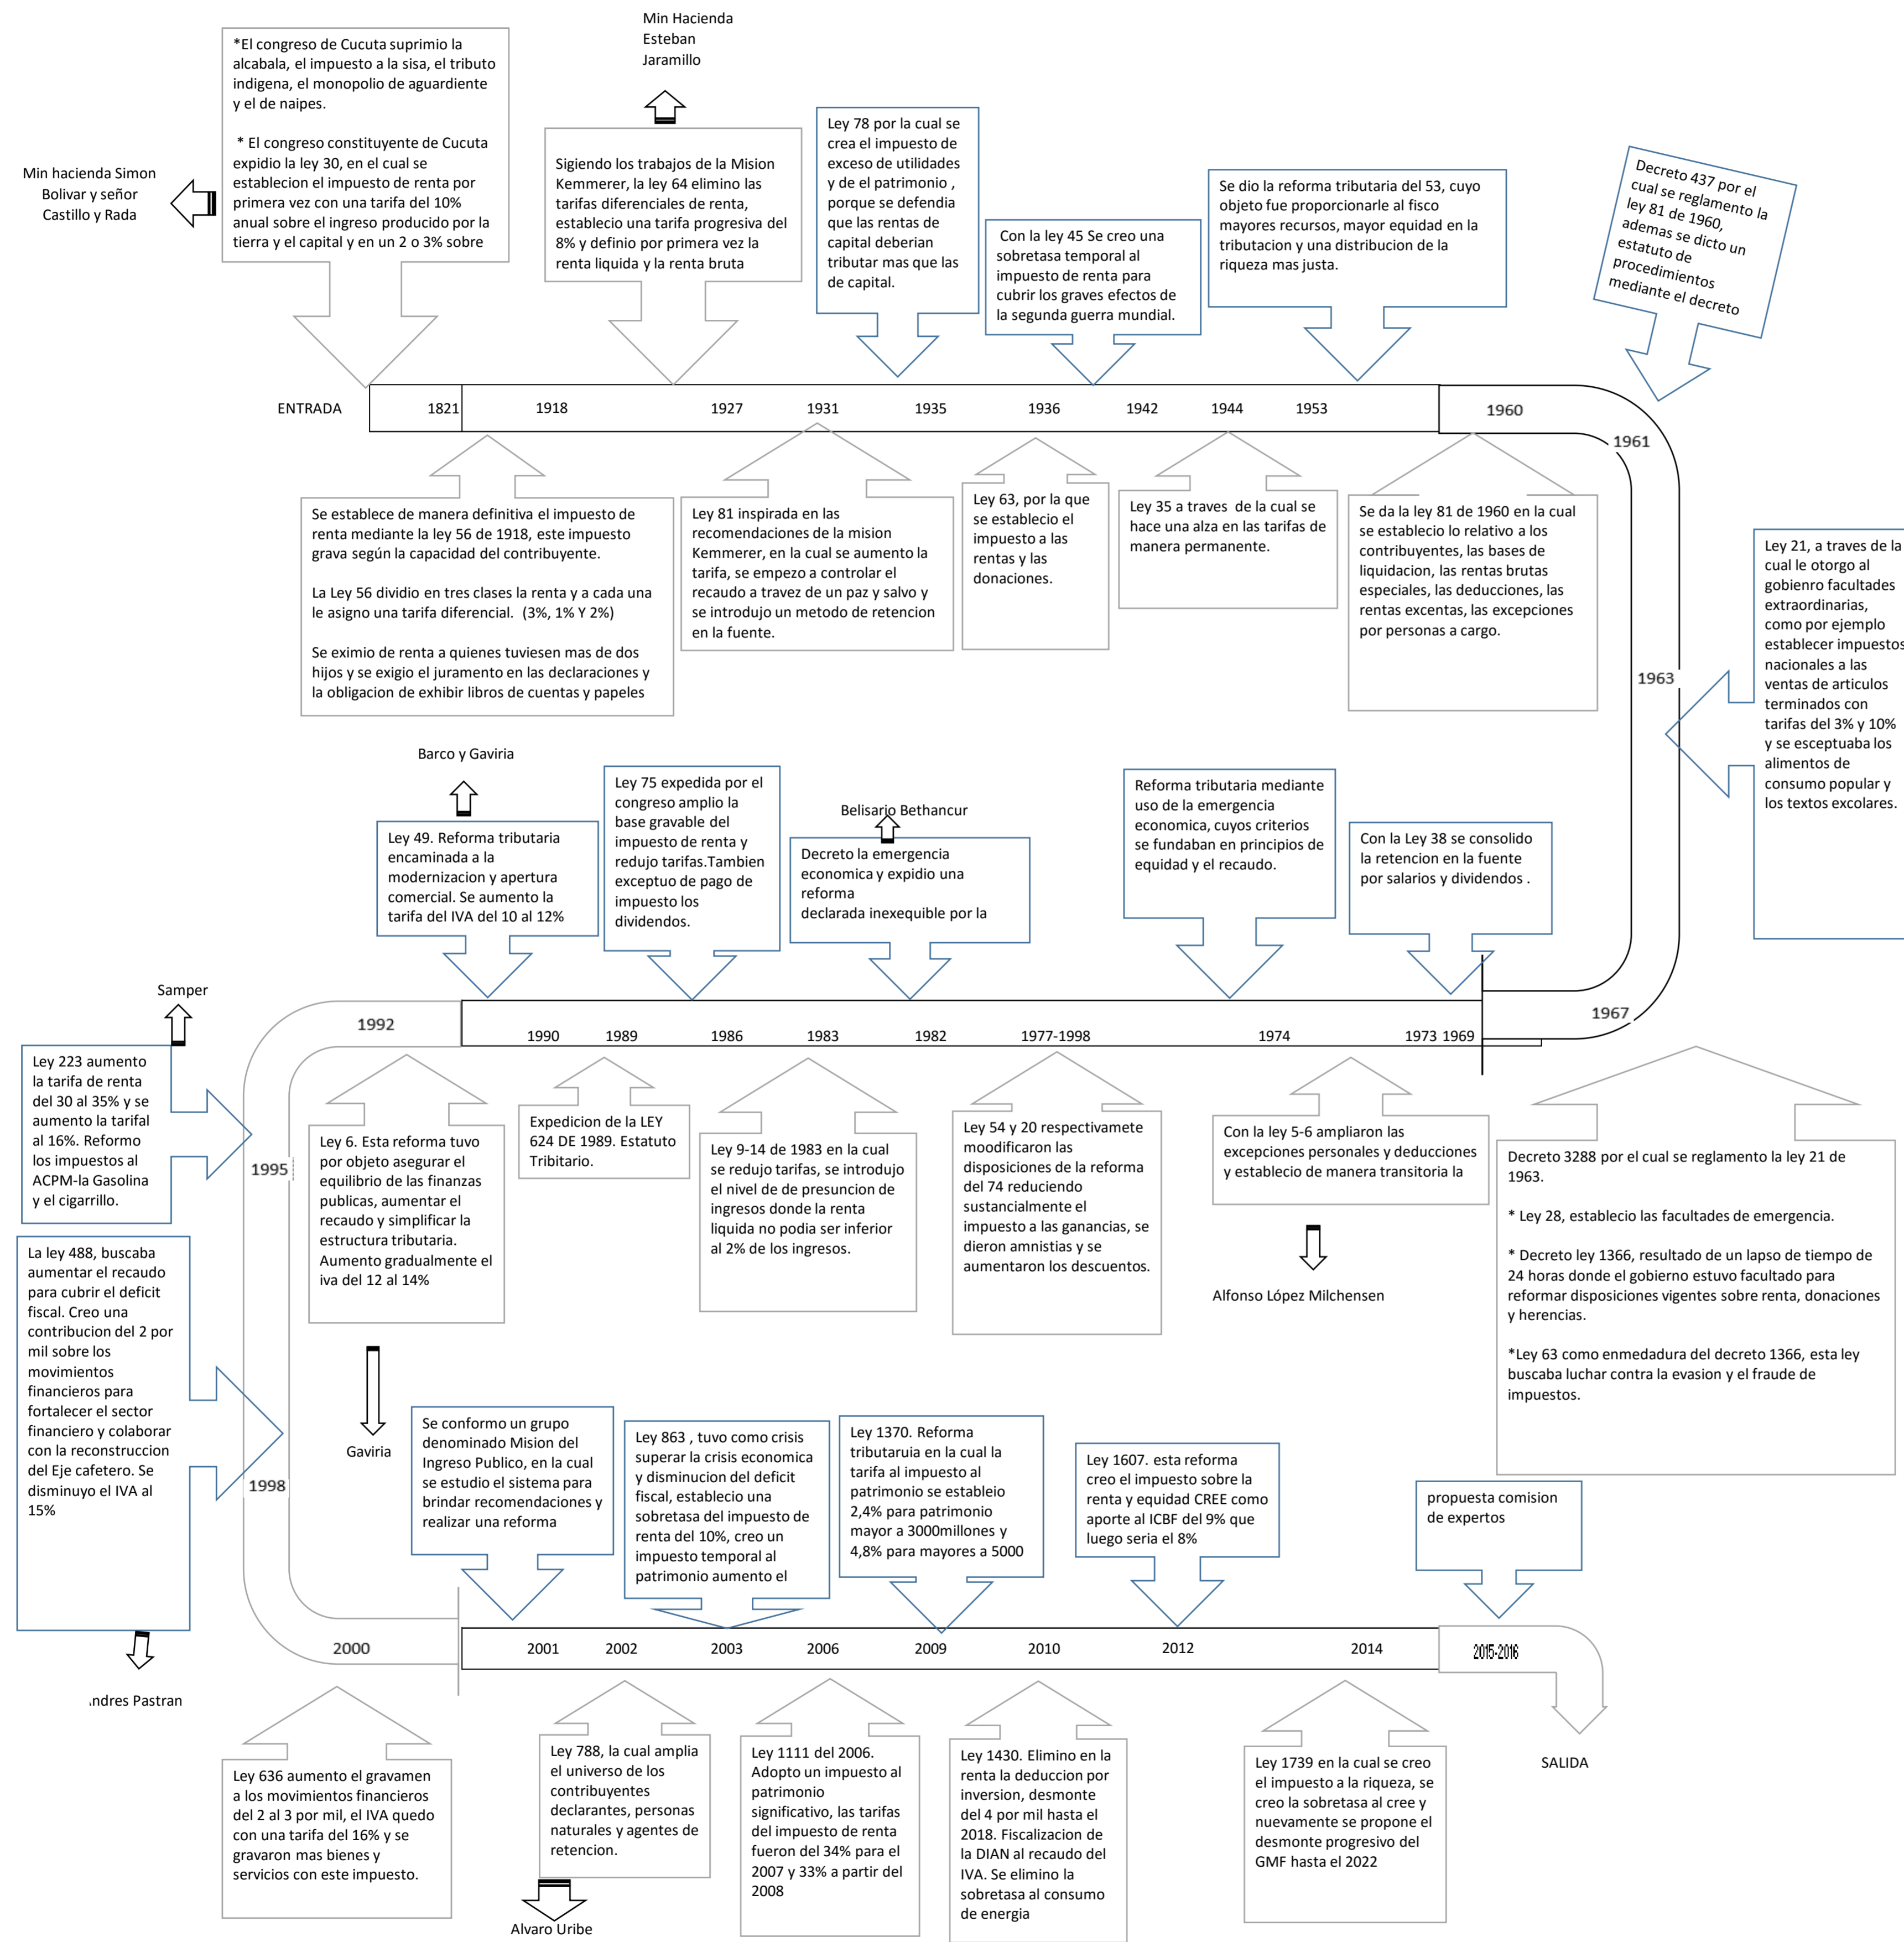 Min Hacienda
Esteban
Jaramillo
*El congreso de Cucuta suprimio la
alcabala, el impuesto a la sisa, el tributo
indigena, el monopolio de aguardiente
y el de naipes.
* El congreso constituyente de Cucuta
expidio la ley 30, en el cual se
establecion el impuesto de renta por
primera vez con una tarifa del 10%
anual sobre el ingreso producido por la
tierra y el capital y en un 2 o 3% sobre
Min hacienda Simon
Bolivar y señor
Castillo y Rada
Sigiendo los trabajos de la Mision
Kemmerer, la ley 64 elimino las
tarifas diferenciales de renta,
establecio una tarifa progresiva del
8% y definio por primera vez la
renta liquida y la renta bruta
Ley 78 por la cual se
crea el impuesto de
exceso de utilidades
y de el patrimonio ,
porque se defendia
que las rentas de
capital deberian
tributar mas que las
de capital.
Con la ley 45 Se creo una
sobretasa temporal al
impuesto de renta para
cubrir los graves efectos de
la segunda guerra mundial.
Se dio la reforma tributaria del 53, cuyo
objeto fue proporcionarle al fisco
mayores recursos, mayor equidad en la
tributacion y una distribucion de la
riqueza mas justa.
Decreto 437 por el
cual se reglamento la
ley 81 de 1960,
ademas se dicto un
estatuto de
procedimientos
mediante el decreto
ENTRADA
1821
1918
1927
1931
1935
1936
1942
1944
1953
1960
1961
1963
1967
Se establece de manera definitiva el impuesto de
renta mediante la ley 56 de 1918, este impuesto
grava según la capacidad del contribuyente.
La Ley 56 dividio en tres clases la renta y a cada una
le asigno una tarifa diferencial.  (3%, 1% Y 2%)
Se eximio de renta a quienes tuviesen mas de dos
hijos y se exigio el juramento en las declaraciones y
la obligacion de exhibir libros de cuentas y papeles
Ley 81 inspirada en las
recomendaciones de la mision
Kemmerer, en la cual se aumento la
tarifa, se empezo a controlar el
recaudo a travez de un paz y salvo y
se introdujo un metodo de retencion
en la fuente.
Ley 63, por la que
se establecio el
impuesto a las
rentas y las
donaciones.
Ley 35 a traves  de la cual se
hace una alza en las tarifas de
manera permanente.
Se da la ley 81 de 1960 en la cual
se establecio lo relativo a los
contribuyentes, las bases de
liquidacion, las rentas brutas
especiales, las deducciones, las
rentas excentas, las excepciones
por personas a cargo.
Ley 21, a traves de la
cual le otorgo al
gobienro facultades
extraordinarias,
como por ejemplo
establecer impuestos
nacionales a las
ventas de articulos
terminados con
tarifas del 3% y 10%
y se esceptuaba los
alimentos de
consumo popular y
los textos excolares.
Barco y Gaviria
Ley 49. Reforma tributaria
encaminada a la
modernizacion y apertura
comercial. Se aumento la
tarifa del IVA del 10 al 12%
Ley 75 expedida por el
congreso amplio la
base gravable del
impuesto de renta y
redujo tarifas.Tambien
exceptuo de pago de
impuesto los
dividendos.
Belisario Bethancur
Decreto la emergencia
economica y expidio una
reforma
declarada inexequible por la
Reforma tributaria mediante
uso de la emergencia
economica, cuyos criterios
se fundaban en principios de
equidad y el recaudo.
Con la Ley 38 se consolido
la retencion en la fuente
por salarios y dividendos .
1992
1990
1989
1986
1983
1982
1977-1998
1974
1973 1969
Samper
Ley 223 aumento
la tarifa de renta
del 30 al 35% y se
aumento la tarifal
al 16%. Reformo
los impuestos al
ACPM-la Gasolina
y el cigarrillo.
1995
Ley 6. Esta reforma tuvo
por objeto asegurar el
equilibrio de las finanzas
publicas, aumentar el
recaudo y simplificar la
estructura tributaria.
Aumento gradualmente el
iva del 12 al 14%
Gaviria
Expedicion de la LEY
624 DE 1989. Estatuto
Tribitario.
Ley 9-14 de 1983 en la cual
se redujo tarifas, se introdujo
el nivel de de presuncion de
ingresos donde la renta
liquida no podia ser inferior
al 2% de los ingresos.
Ley 54 y 20 respectivamete
moodificaron las
disposiciones de la reforma
del 74 reduciendo
sustancialmente el
impuesto a las ganancias, se
dieron amnistias y se
aumentaron los descuentos.
Con la ley 5-6 ampliaron las
excepciones personales y deducciones
y establecio de manera transitoria la
Alfonso López Milchensen
Decreto 3288 por el cual se reglamento la ley 21 de
1963.
* Ley 28, establecio las facultades de emergencia.
* Decreto ley 1366, resultado de un lapso de tiempo de
24 horas donde el gobierno estuvo facultado para
reformar disposiciones vigentes sobre renta, donaciones
y herencias.
*Ley 63 como enmedadura del decreto 1366, esta ley
buscaba luchar contra la evasion y el fraude de
impuestos.
La ley 488, buscaba
aumentar el recaudo
para cubrir el deficit
fiscal. Creo una
contribucion del 2 por
mil sobre los
movimientos
financieros para
fortalecer el sector
financiero y colaborar
con la reconstruccion
del Eje cafetero. Se
disminuyo el IVA al
15%
1998
ndres Pastran
Se conformo un grupo
denominado Mision del
Ingreso Publico, en la cual
se estudio el sistema para
brindar recomendaciones y
realizar una reforma
Ley 863 , tuvo como crisis
superar la crisis economica
y disminucion del deficit
fiscal, establecio una
sobretasa del impuesto de
renta del 10%, creo un
impuesto temporal al
patrimonio aumento el
Ley 1370. Reforma
tributaruia en la cual la
tarifa al impuesto al
patrimonio se estableio
2,4% para patrimonio
mayor a 3000millones y
4,8% para mayores a 5000
Ley 1607. esta reforma
creo el impuesto sobre la
renta y equidad CREE como
aporte al ICBF del 9% que
luego seria el 8%
propuesta comision
de expertos
2000
2001
2002
2003
2006
2009
2010
2012
2014
2015-2016
Ley 636 aumento el gravamen
a los movimientos financieros
del 2 al 3 por mil, el IVA quedo
con una tarifa del 16% y se
gravaron mas bienes y
servicios con este impuesto.
Ley 788, la cual amplia
el universo de los
contribuyentes
declarantes, personas
naturales y agentes de
retencion.
Alvaro Uribe
Ley 1111 del 2006.
Adopto un impuesto al
patrimonio
significativo, las tarifas
del impuesto de renta
fueron del 34% para el
2007 y 33% a partir del
2008
Ley 1430. Elimino en la
renta la deduccion por
inversion, desmonte
del 4 por mil hasta el
2018. Fiscalizacion de
la DIAN al recaudo del
IVA. Se elimino la
sobretasa al consumo
de energia
Ley 1739 en la cual se creo
el impuesto a la riqueza, se
creo la sobretasa al cree y
nuevamente se propone el
desmonte progresivo del
GMF hasta el 2022
SALIDA